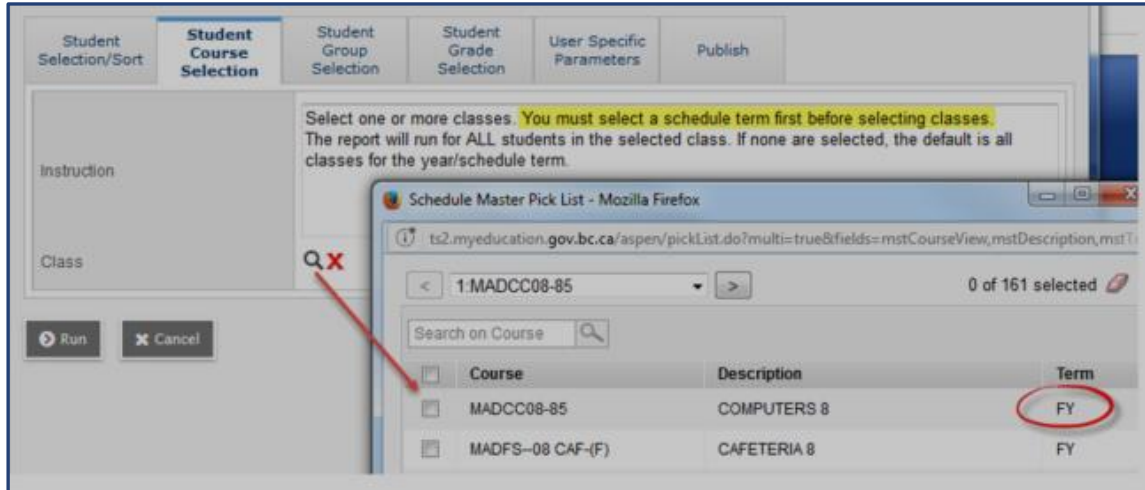 Student
Selection/Sort
Student
Course
Selection
Student
Group
Selection
Student
Grade
Selection
User Specific
Parameters
Publish
Instruction
Select one or more classes. You must select a schedule term first before selecting classes.
The report will run for ALL students in the selected class. If none are selected, the default is all
classes for the year/schedule term.
Class
Run
Cancel
Schedule Master Pick List - Mozilla Firefox
ts2.myeducation.gov.bc.ca/aspen/pickList.do?multi=true&fields=mstCourseView,mstDescription,mstT
< 1:MADCC08-85 > 0 of 161 selected
Search on Course
Course Description Term
MADCC08-85 COMPUTERS 8 FY
MADFS--08 CAF-(F) CAFETERIA 8 FY